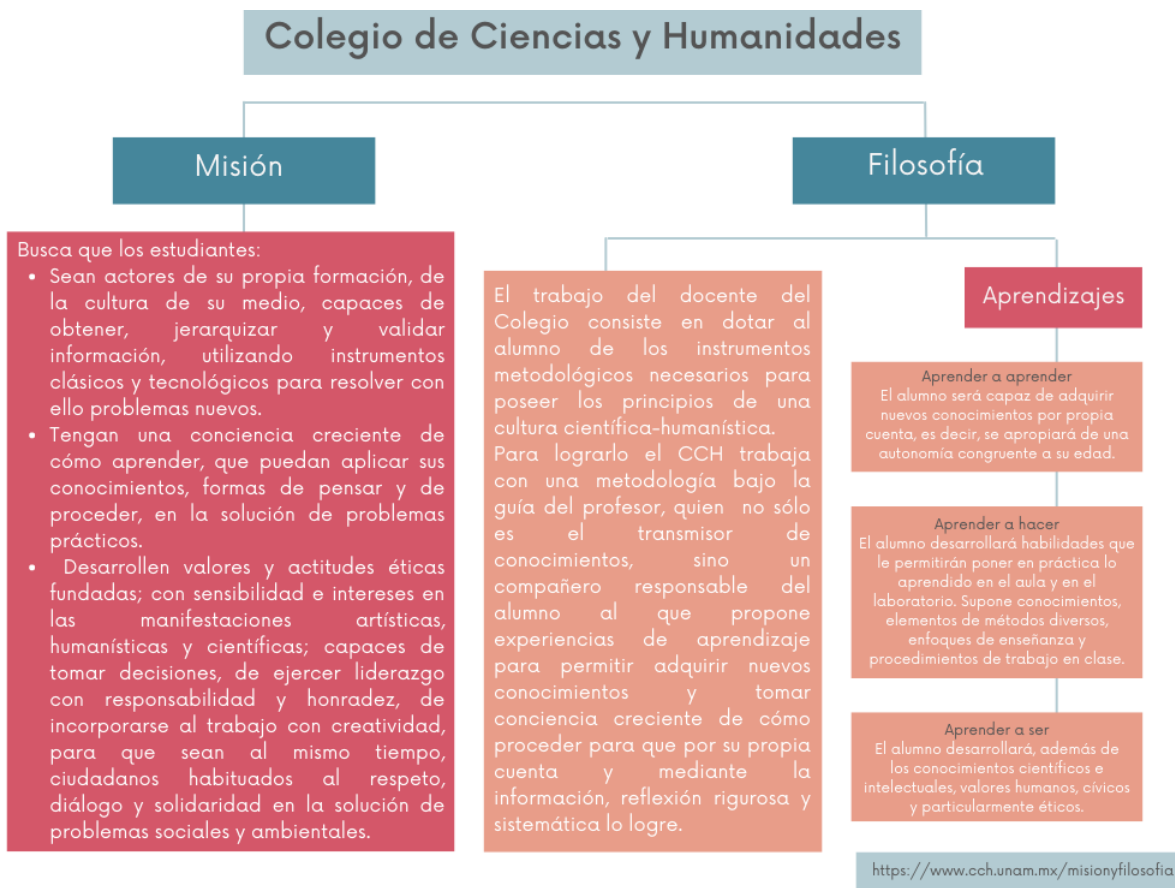 Colegio de Ciencias y Humanidades
Misión
Busca que los estudiantes:
• Sean actores de su propia formación, de
la cultura de su medio, capaces de
obtener, jerarquizar y validar
información, utilizando instrumentos
clásicos y tecnológicos para resolver con
ello problemas nuevos.
• Tengan una conciencia creciente de
cómo aprender, que puedan aplicar sus
conocimientos, formas de pensar y de
proceder, en la solución de problemas
prácticos.
• Desarrollen valores y actitudes éticas
fundadas; con sensibilidad e intereses en
las manifestaciones artísticas,
humanísticas y científicas; capaces de
tomar decisiones, de ejercer liderazgo
con responsabilidad y honradez, de
incorporarse al trabajo con creatividad,
para que sean al mismo tiempo,
ciudadanos habituados al respeto,
diálogo y solidaridad en la solución de
problemas sociales y ambientales.
Filosofía
El trabajo del docente del
Colegio consiste en dotar al
alumno de los instrumentos
metodológicos necesarios para
poseer los principios de una
cultura científica-humanística.
Para lograrlo el CCH trabaja
con una metodología bajo la
guía del profesor, quien no sólo
es el transmisor de
conocimientos, sino un
compañero responsable del
alumno al que propone
experiencias de aprendizaje
para permitir adquirir nuevos
conocimientos y tomar
conciencia creciente de cómo
proceder para que por su propia
cuenta y mediante la
información, reflexión rigurosa y
sistemática lo logre.
Aprendizajes
Aprender a aprender
El alumno será capaz de adquirir
nuevos conocimientos por propia
cuenta, es decir, se apropiará de una
autonomía congruente a su edad.
Aprender a hacer
El alumno desarrollará habilidades que
le permitirán poner en práctica lo
aprendido en el aula y en el
laboratorio. Supone conocimientos,
elementos de métodos diversos,
enfoques de enseñanza y
procedimientos de trabajo en clase.
Aprender a ser
El alumno desarrollará, además de
los conocimientos científicos e
intelectuales, valores humanos, cívicos
y particularmente éticos.
https://www.cch.unam.mx/misionyfilosofia